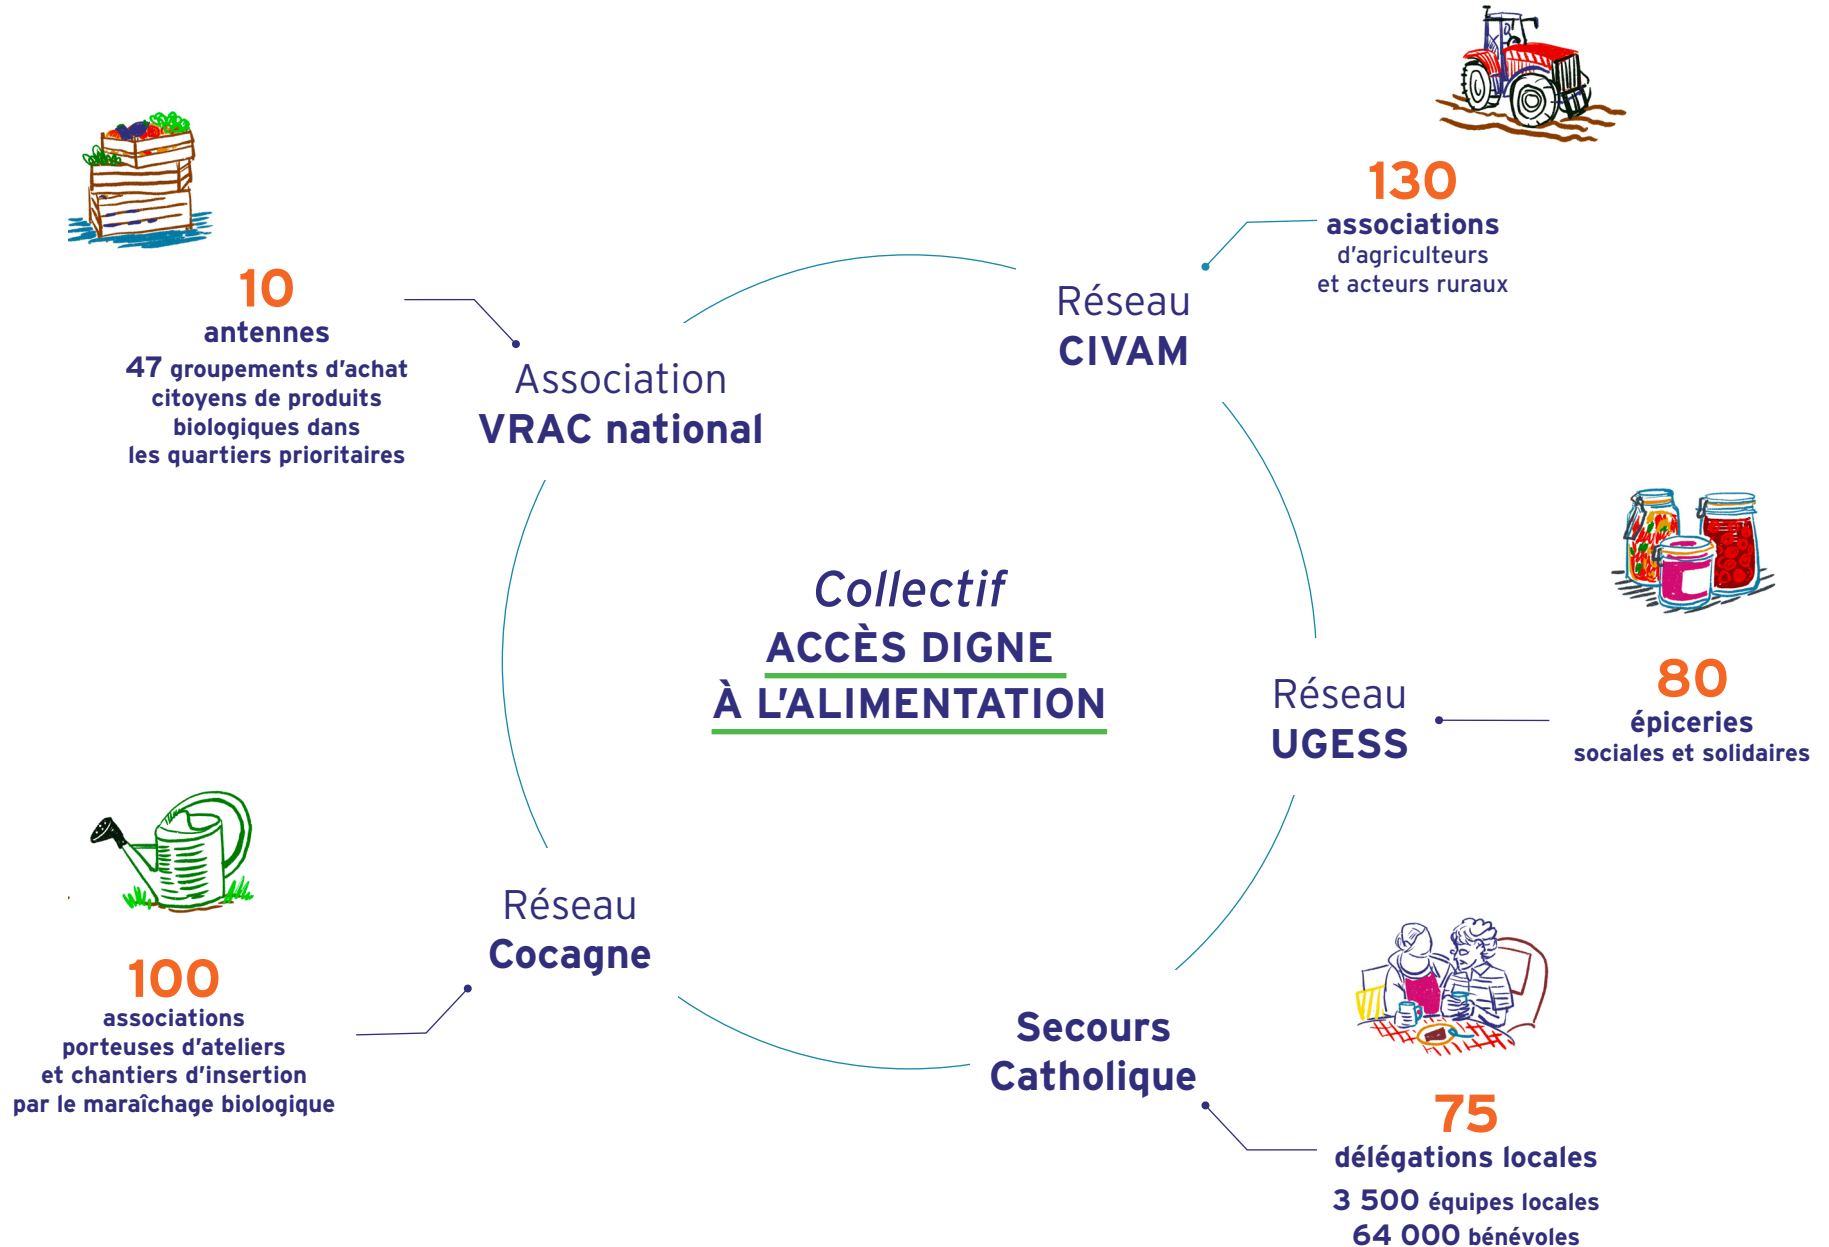 130
associations
d'agriculteurs
et acteurs ruraux
10
antennes
47 groupements d'achat
citoyens de produits
biologiques dans
les quartiers prioritaires
Réseau
CIVAM
Association
VRAC national
Collectif
ACCÈS DIGNE
À L'ALIMENTATION
80
épiceries
sociales et solidaires
Réseau
UGESS
Réseau
Cocagne
100
associations
porteuses d'ateliers
et chantiers d'insertion
par le maraîchage biologique
Secours
Catholique
75
délégations locales
3 500 équipes locales
64 000 bénévoles